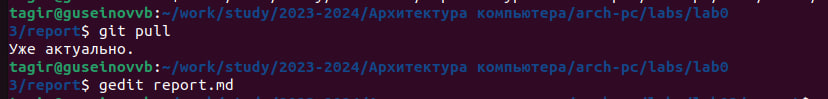 tagir@guseinovvb:~/work/study/2023-2024/Архитектура компьютера/arch-pc/labs/lab0
3/report$ git pull
Уже актуально.
tagir@guseinovvb:~/work/study/2023-2024/Архитектура компьютера/arch-pc/labs/lab0
3/report$ gedit report.md